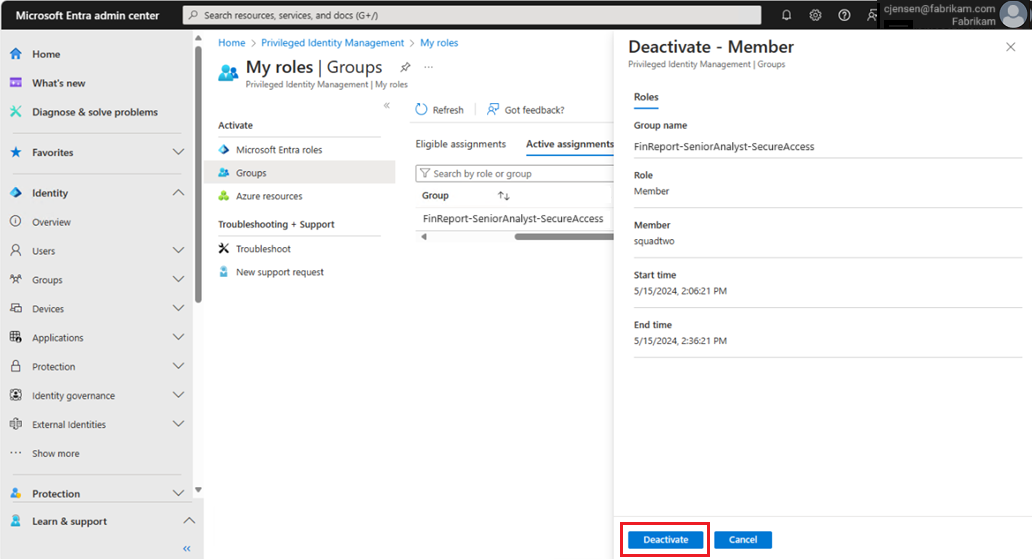 Microsoft Entra admin center
Search resources, services, and docs (G+/)
cjensen@fabrikam.com
Fabrikam
Home
What's new
Diagnose & solve problems
Favorites
Identity
Overview
Users
Groups
Devices
Applications
Protection
Identity governance
External Identities
Show more
Protection
Learn & support
Home > Privileged Identity Management > My roles
My roles | Groups
Privileged Identity Management | My roles
Activate
Microsoft Entra roles
Groups
Azure resources
Troubleshooting + Support
Troubleshoot
New support request
Refresh
Got feedback?
Eligible assignments Active assignments
Search by role or group
Group
FinReport-SeniorAnalyst-SecureAccess
Deactivate - Member
Privileged Identity Management | Groups
Roles
Group name
FinReport-SeniorAnalyst-SecureAccess
Role
Member
Member
squadtwo
Start time
5/15/2024, 2:06:21 PM
End time
5/15/2024, 2:36:21 PM
Deactivate Cancel